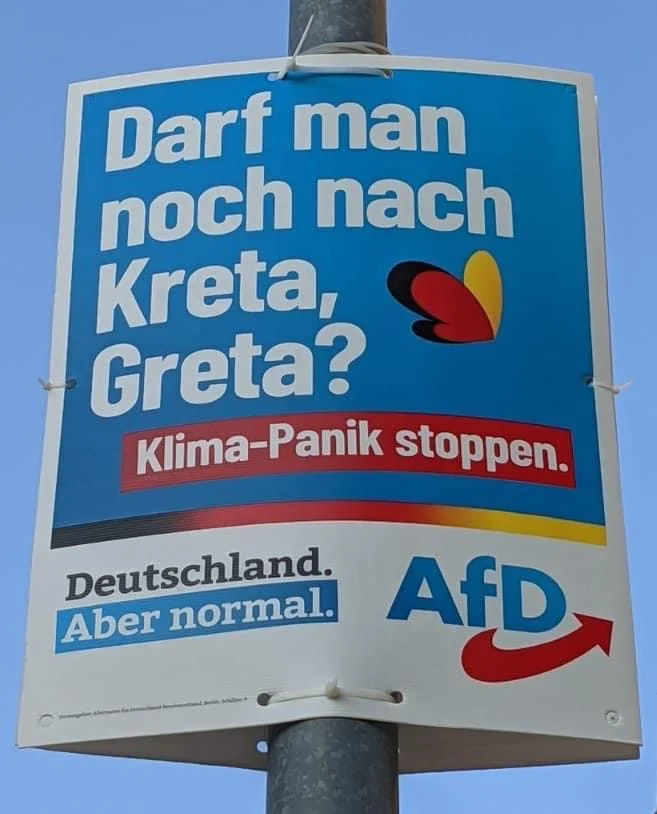 Darf man
noch nach
Kreta,
Greta?
Klima-Panik stoppen.
Deutschland.
Aber normal.
AfD